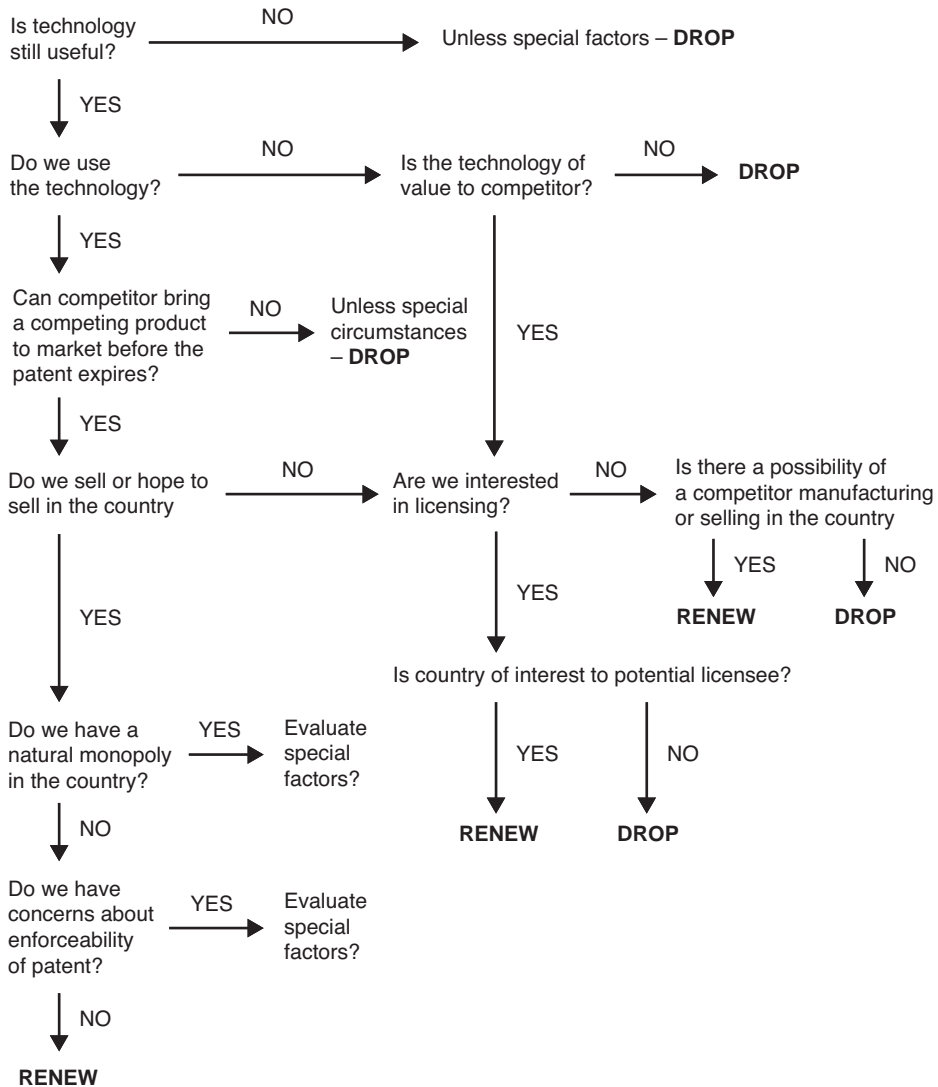 Is technology
still useful?
NO
Unless special factors – DROP
YES
Do we use
the technology?
NO
Is the technology of
value to competitor?
NO
DROP
YES
Can competitor bring
a competing product
to market before the
patent expires?
NO
Unless special
circumstances
– DROP
YES
YES
Do we sell or hope to
sell in the country
NO
Are we interested
in licensing?
NO
Is there a possibility of
a competitor manufacturing
or selling in the country
YES
NO
RENEW
DROP
YES
YES
Is country of interest to potential licensee?
YES
NO
RENEW
DROP
Do we have a
natural monopoly
in the country?
YES
Evaluate
special
factors?
NO
Do we have
concerns about
enforceability
of patent?
YES
Evaluate
special
factors?
NO
RENEW